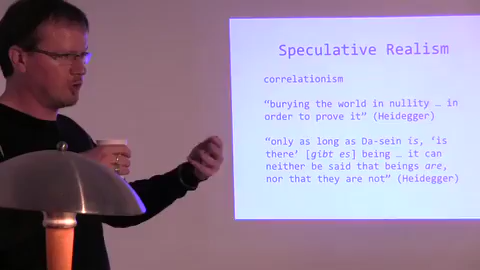 Speculative Realism
correlationism
“burying the world in nullity … in
order to prove it” (Heidegger)
“only as long as Da-sein is, ‘is
there’ [gibt es] being … it can
neither be said that beings are,
nor that they are not” (Heidegger)